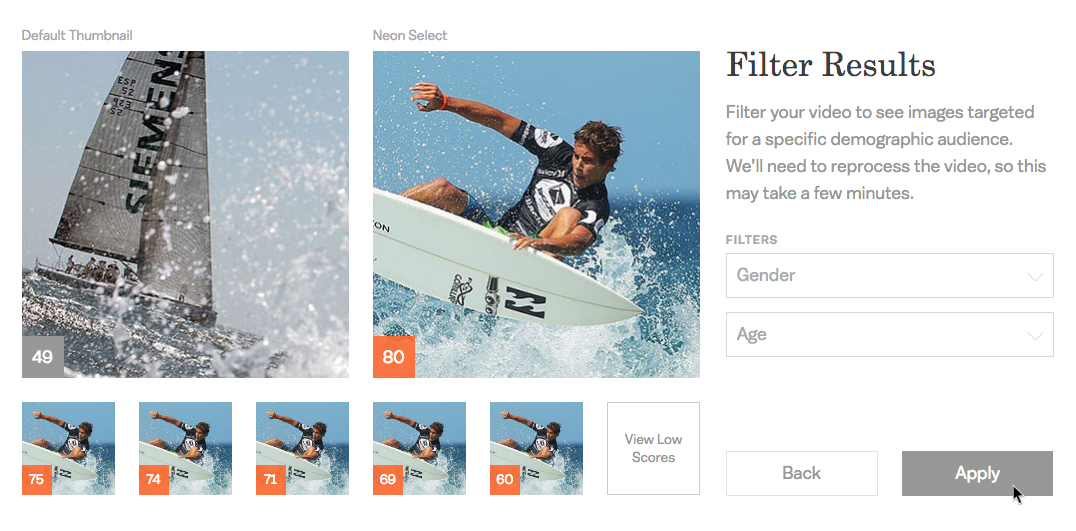 Default Thumbnail
Neon Select
SIEMENS
ESP
52
49
80
75
74
71
69
60
View Low
Scores
Filter Results
Filter your video to see images targeted
for a specific demographic audience.
We'll need to reprocess the video, so this
may take a few minutes.
FILTERS
Gender
Age
Back
Apply